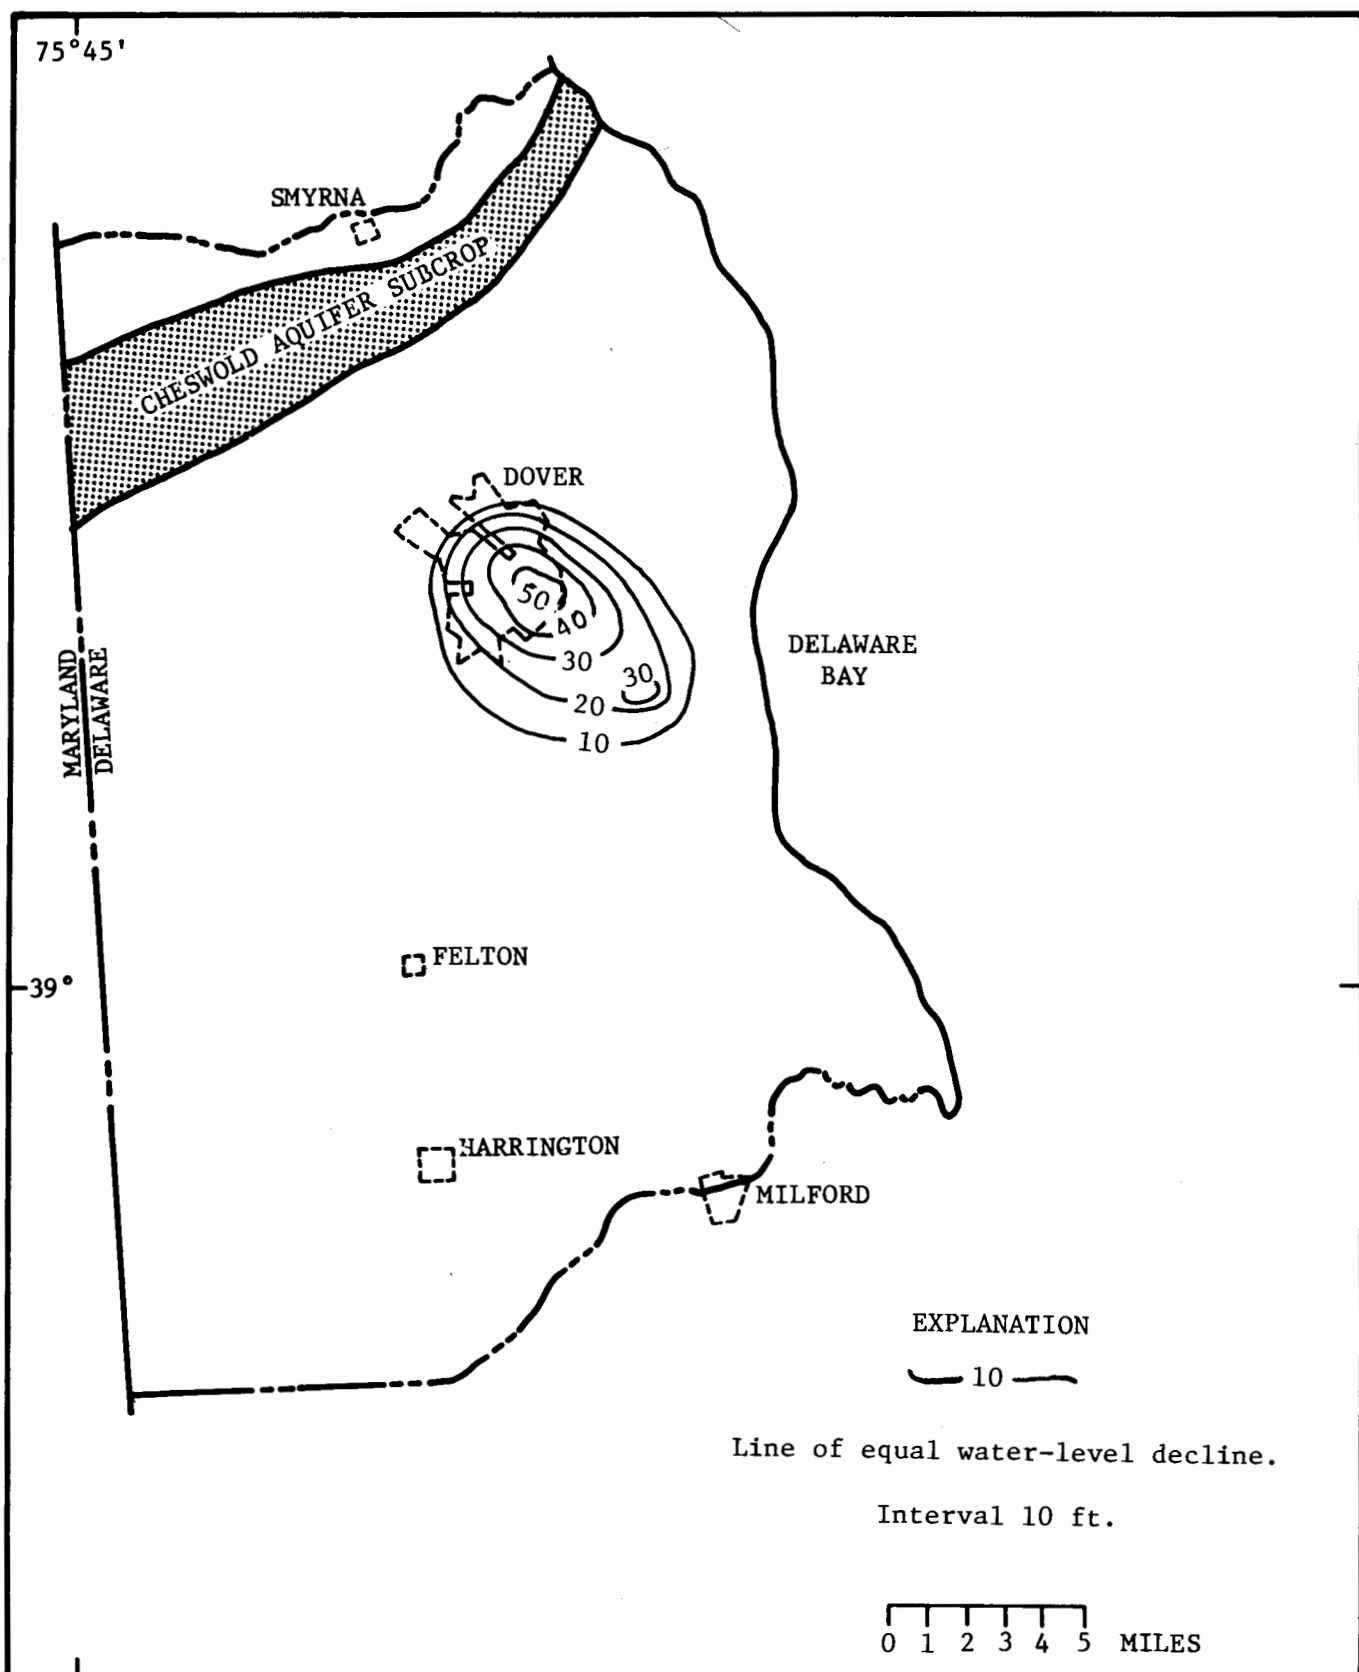 75°45'
SMYRNA
CHESWOLD AQUIFER SUBCROP
DOVER
50
40
30
30
20
10
DELAWARE
BAY
MARYLAND
DELAWARE
FELTON
39°
HARRINGTON
MILFORD
EXPLANATION
10
Line of equal water-level decline.
Interval 10 ft.
0 1 2 3 4 5 MILES